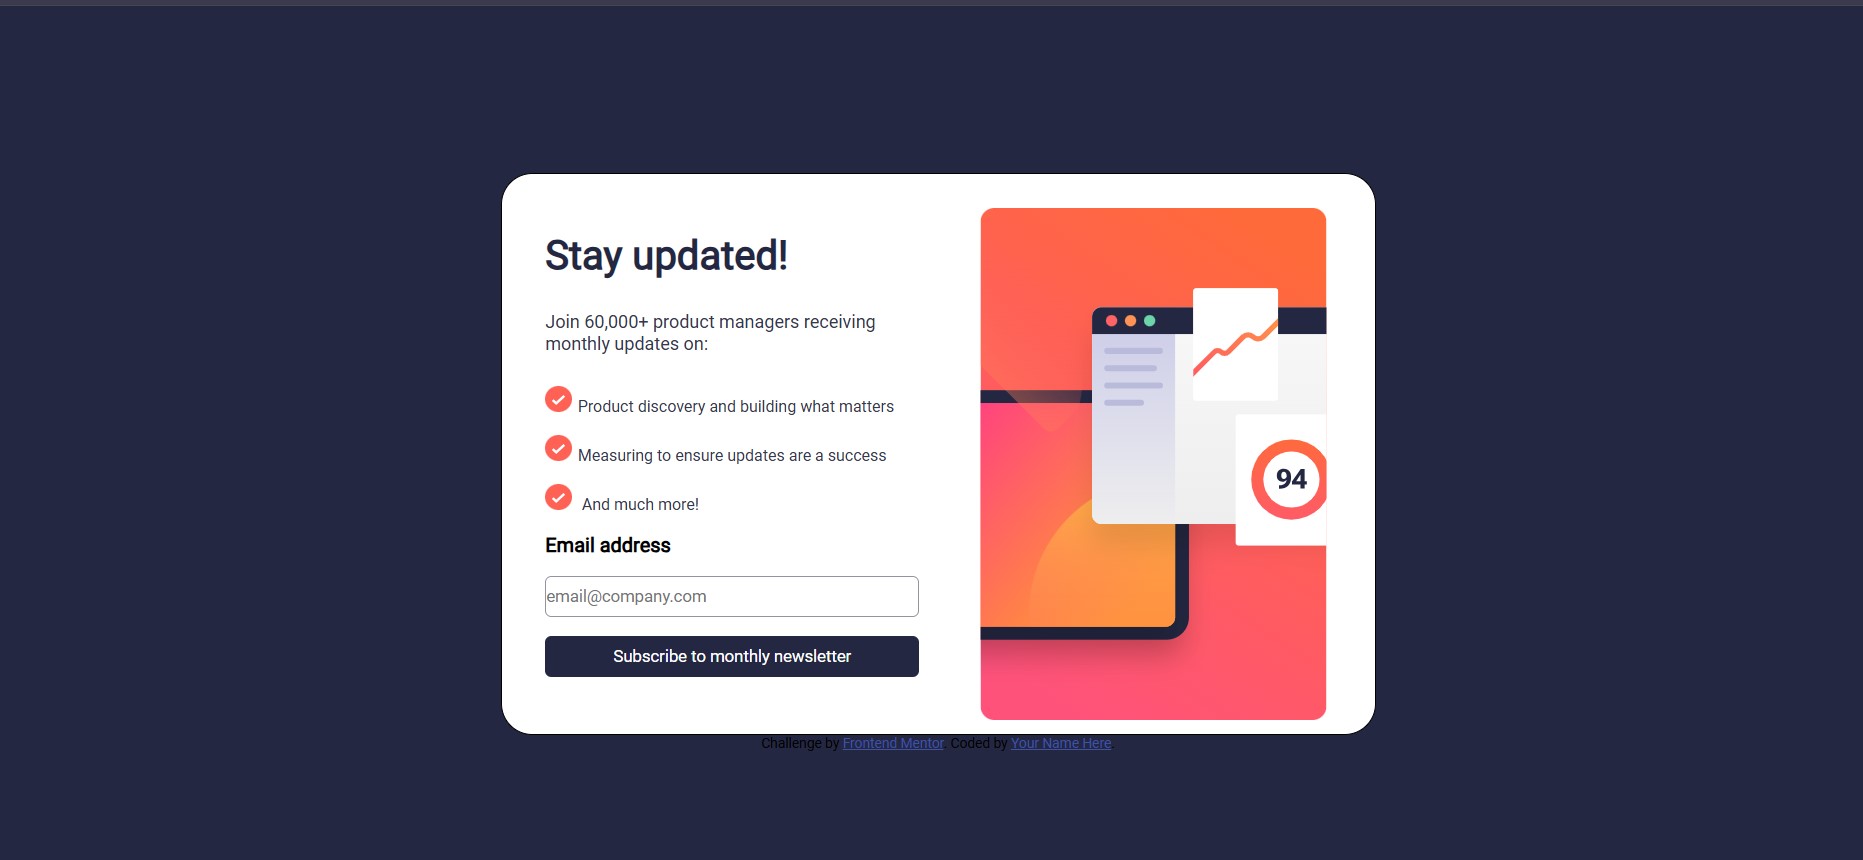 Stay updated!
Join 60,000+ product managers receiving
monthly updates on:
Product discovery and building what matters
Measuring to ensure updates are a success
And much more!
Email address
email@company.com
Subscribe to monthly newsletter
94
Challenge by Frontend Mentor. Coded by Your Name Here.